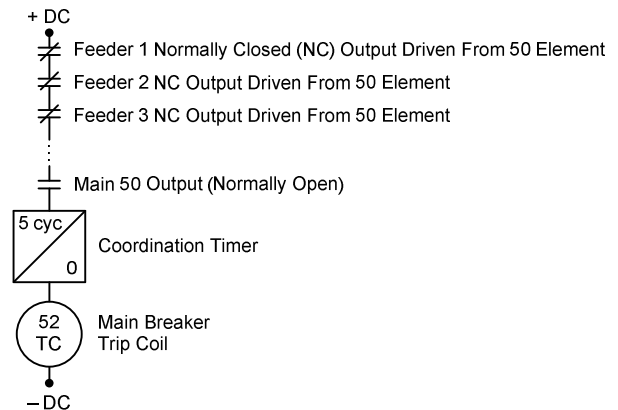 + DC
Feeder 1 Normally Closed (NC) Output Driven From 50 Element
Feeder 2 NC Output Driven From 50 Element
Feeder 3 NC Output Driven From 50 Element
Main 50 Output (Normally Open)
5 cyc
Coordination Timer
0
52
TC
Main Breaker
Trip Coil
– DC